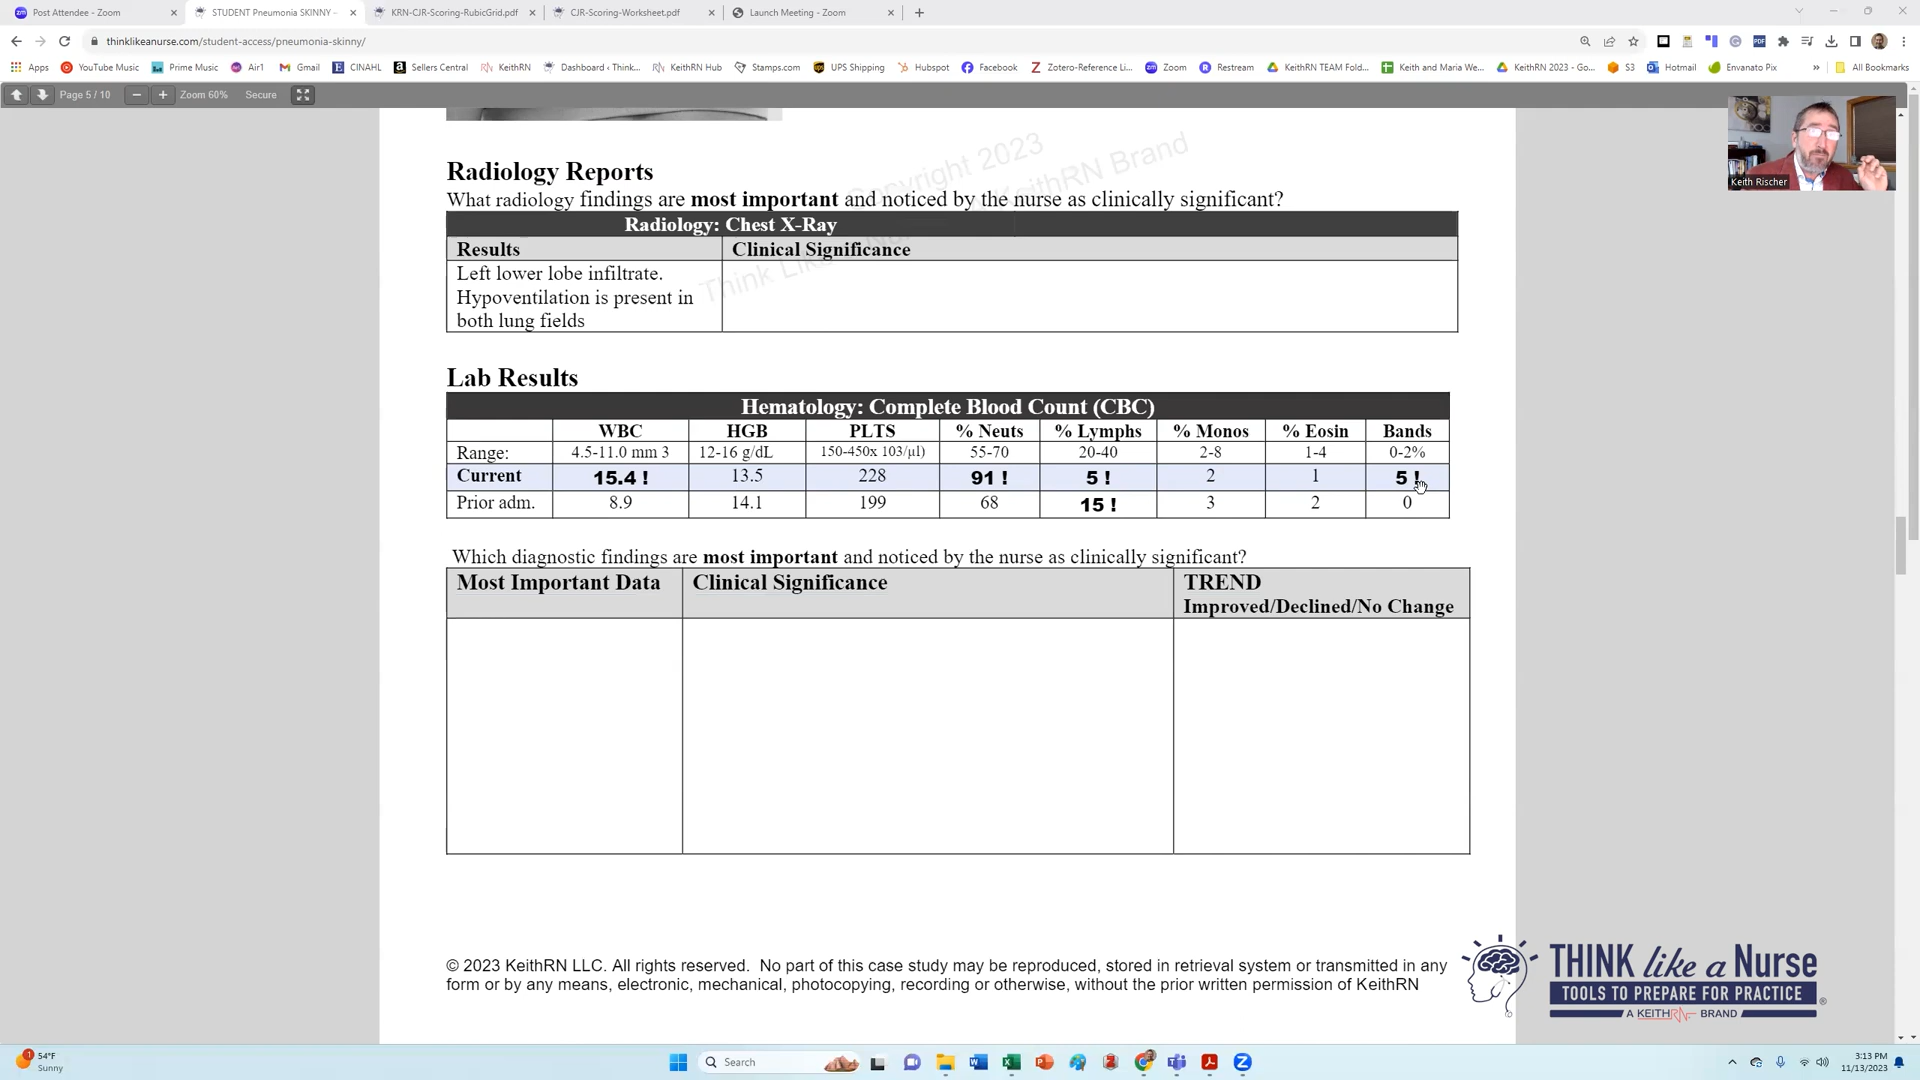 Post Attendee - Zoom
STUDENT Pneumonia SKINNY -
KRN-CJR-Scoring-RubicGrid.pdf
CJR-Scoring-Worksheet.pdf
Launch Meeting - Zoom
thinklikeanurse.com/student-access/pneumonia-skinny/
Apps YouTube Music Prime Music Air1 Gmail CINAHL Sellers Central KeithRN Dashboard ‹ Think... KeithRN Hub Stamps.com UPS Shipping Hubspot Facebook Zotero-Reference Li... Zoom Restream KeithRN TEAM Fold... Keith and Maria We... KeithRN 2023 - Go... S3 Hotmail Envanato Pix » All Bookmarks
Page 5 / 10 Zoom 60% Secure
Keith Rischer
Copyright 2023
KeithRN Brand
Think Li
Radiology Reports
What radiology findings are most important and noticed by the nurse as clinically significant?
Radiology: Chest X-Ray
Results Clinical Significance
Left lower lobe infiltrate.
Hypoventilation is present in
both lung fields
Lab Results
Hematology: Complete Blood Count (CBC)
WBC HGB PLTS % Neuts % Lymphs % Monos % Eosin Bands
Range: 4.5-11.0 mm 3 12-16 g/dL 150-450x 103/µl) 55-70 20-40 2-8 1-4 0-2%
Current 15.4 ! 13.5 228 91 ! 5 ! 2 1 5 !
Prior adm. 8.9 14.1 199 68 15 ! 3 2 0
Which diagnostic findings are most important and noticed by the nurse as clinically significant?
Most Important Data Clinical Significance TREND
Improved/Declined/No Change
© 2023 KeithRN LLC. All rights reserved. No part of this case study may be reproduced, stored in retrieval system or transmitted in any
form or by any means, electronic, mechanical, photocopying, recording or otherwise, without the prior written permission of KeithRN
THINK like a Nurse
TOOLS TO PREPARE FOR PRACTICE
A KEITHRN BRAND
54°F
Sunny
Search
3:13 PM
11/13/2023